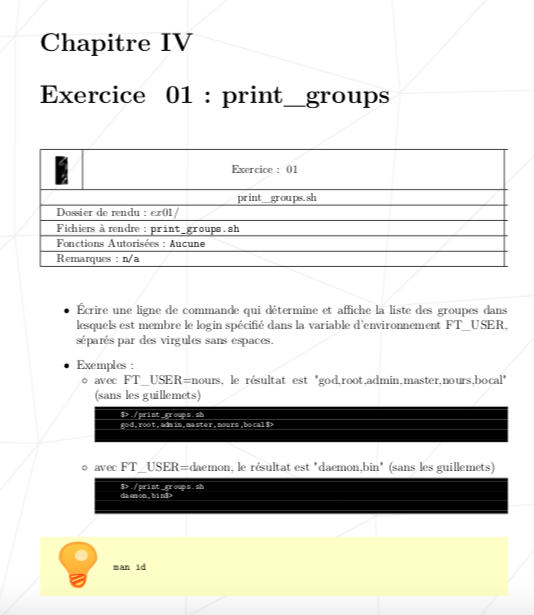 Chapitre IV
Exercice 01 : print_groups
Exercice : 01
print_groups.sh
Dossier de rendu : ex01/
Fichiers à rendre : print_groups.sh
Fonctions Autorisées : Aucune
Remarques : n/a
• Écrire une ligne de commande qui détermine et affiche la liste des groupes dans
lesquels est membre le login spécifié dans la variable d'environnement FT_USER,
séparés par des virgules sans espaces.
• Exemples :
◦ avec FT_USER=nours, le résultat est "god,root,admin,master,nours,bocal"
(sans les guillemets)
$>./print_groups.sh
god,root,admin,master,nours,bocal$>
◦ avec FT_USER=daemon, le résultat est "daemon,bin" (sans les guillemets)
$>./print_groups.sh
daemon,bin$>
man id